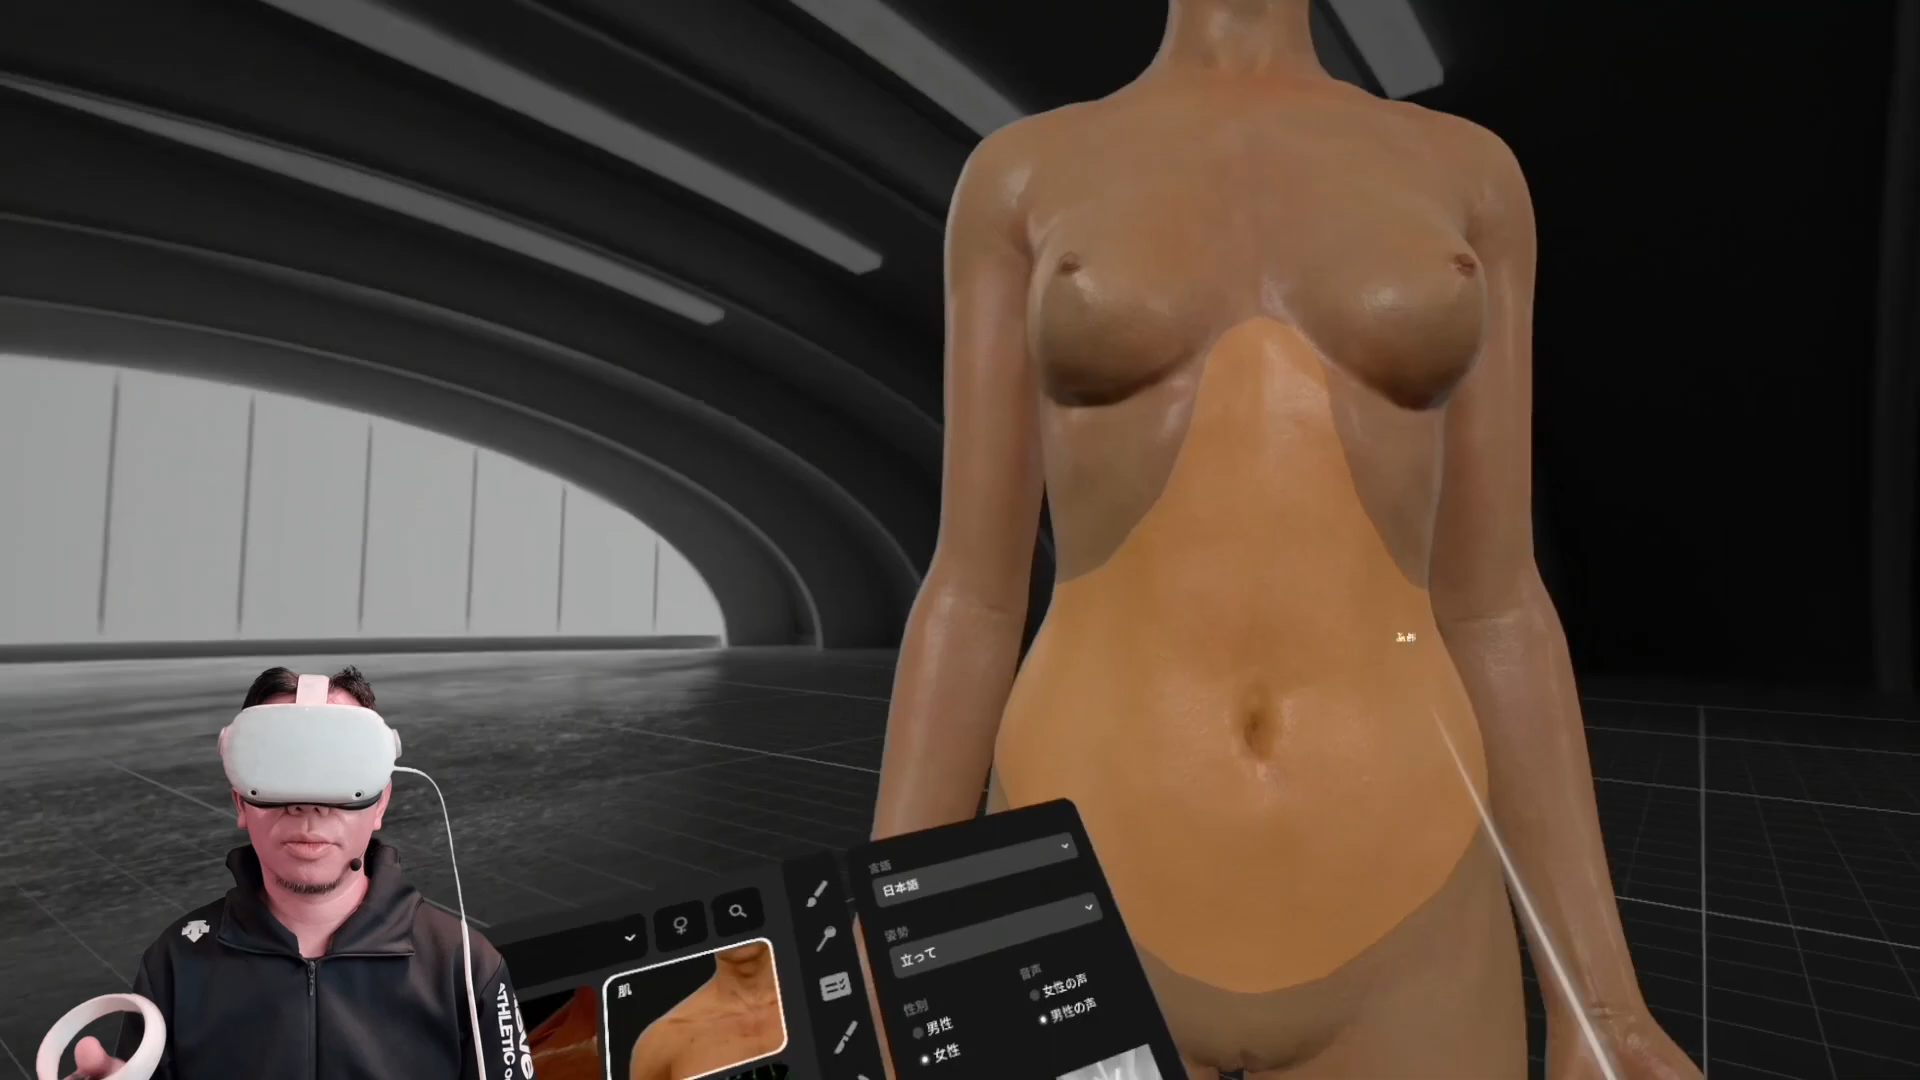 言語
日本語
姿勢
立って
性別
男性
女性
音声
女性の声
男性の声
肌
ATHLETIC